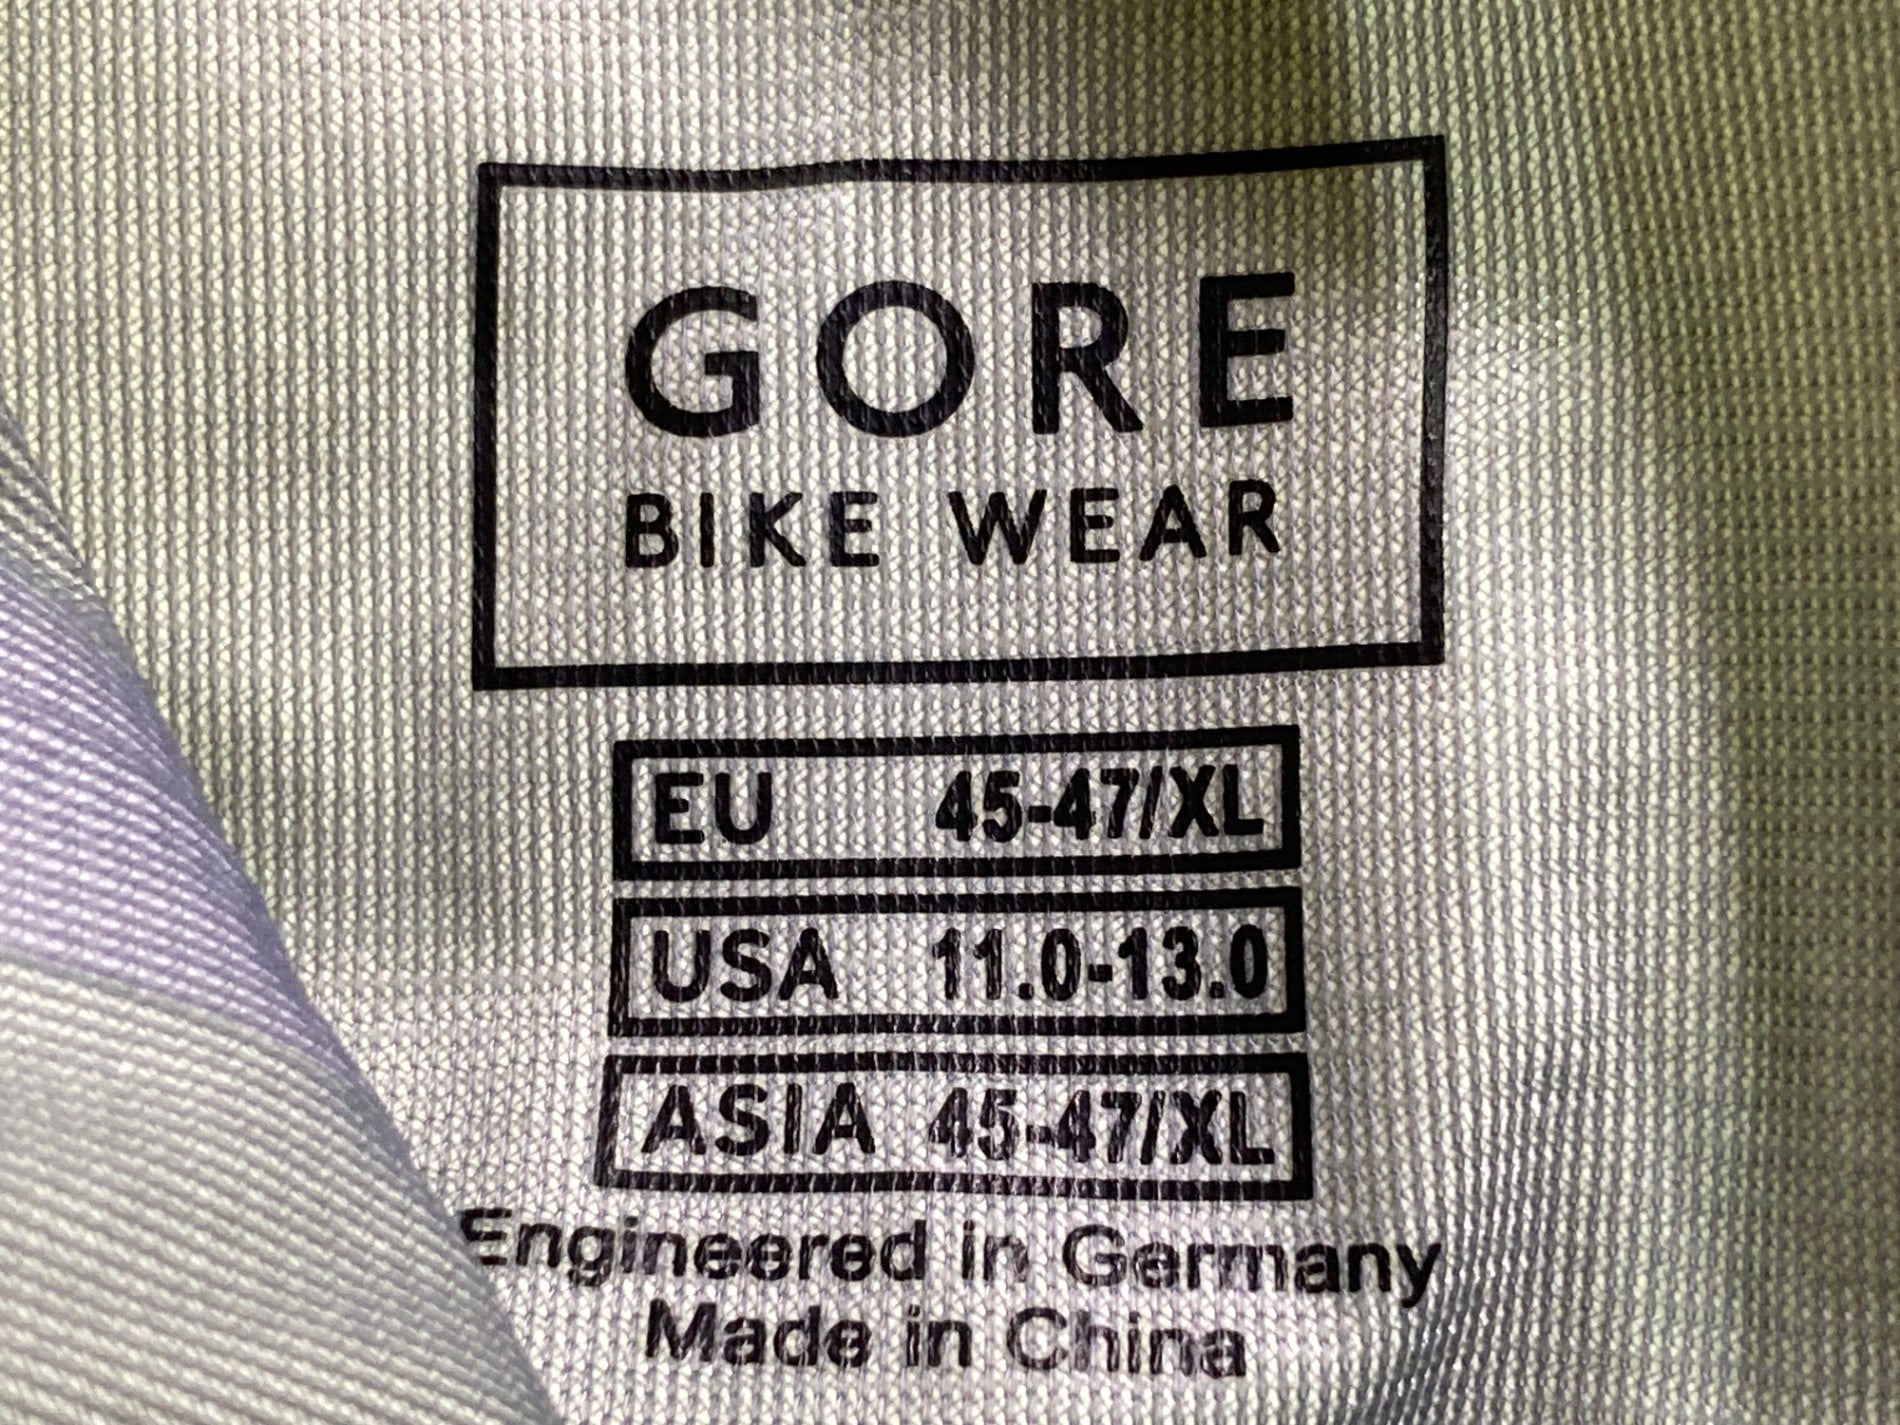 GORE
BIKE WEAR
EU 45-47/XL
USA 11.0-13.0
ASIA 45-47/XL
Engineered in Germany
Made in China